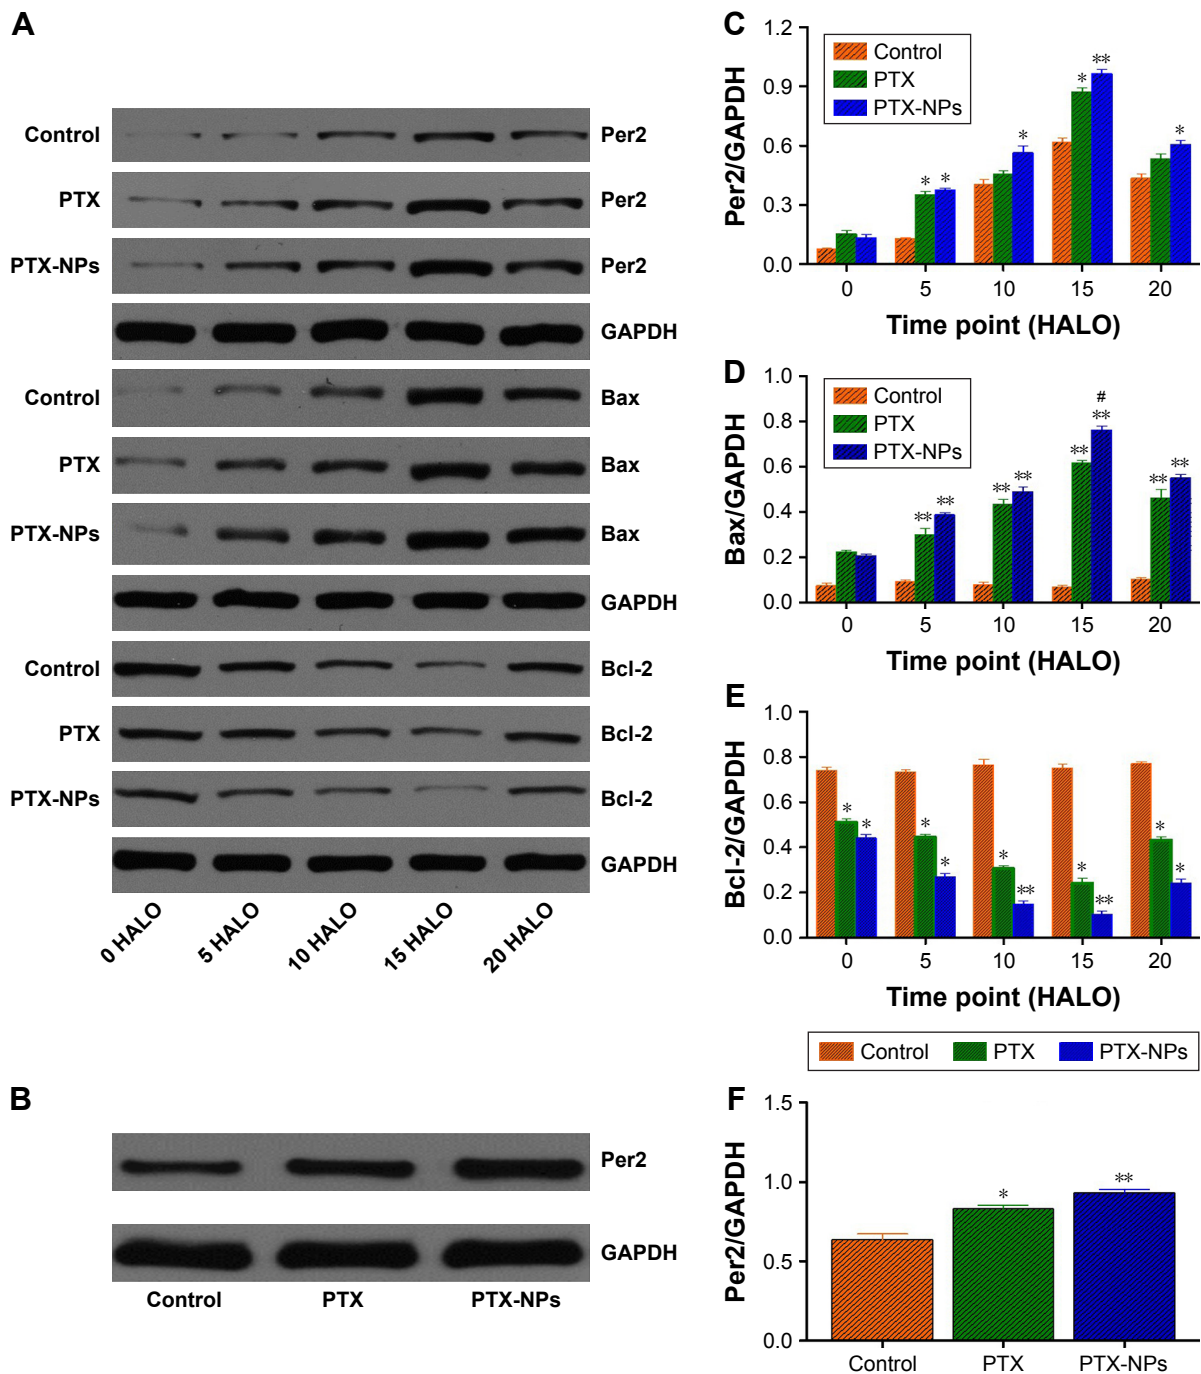 A
Control
Per2
PTX
Per2
PTX-NPs
Per2
GAPDH
Control
Bax
PTX
Bax
PTX-NPs
Bax
GAPDH
Control
Bcl-2
PTX
Bcl-2
PTX-NPs
Bcl-2
GAPDH
0 HALO
5 HALO
10 HALO
15 HALO
20 HALO
B
Per2
GAPDH
Control PTX PTX-NPs
C
Per2/GAPDH
1.2
0.9
0.6
0.3
0.0
Control
PTX
PTX-NPs
* *
*
* **
*
0 5 10 15 20
Time point (HALO)
D
Bax/GAPDH
1.0
0.8
0.6
0.4
0.2
0.0
Control
PTX
PTX-NPs
** **
** **
#
** **
** **
0 5 10 15 20
Time point (HALO)
E
Bcl-2/GAPDH
1.0
0.8
0.6
0.4
0.2
0.0
* *
* *
* **
* **
* *
0 5 10 15 20
Time point (HALO)
Control PTX PTX-NPs
F
Per2/GAPDH
1.5
1.0
0.5
0.0
* **
Control PTX PTX-NPs